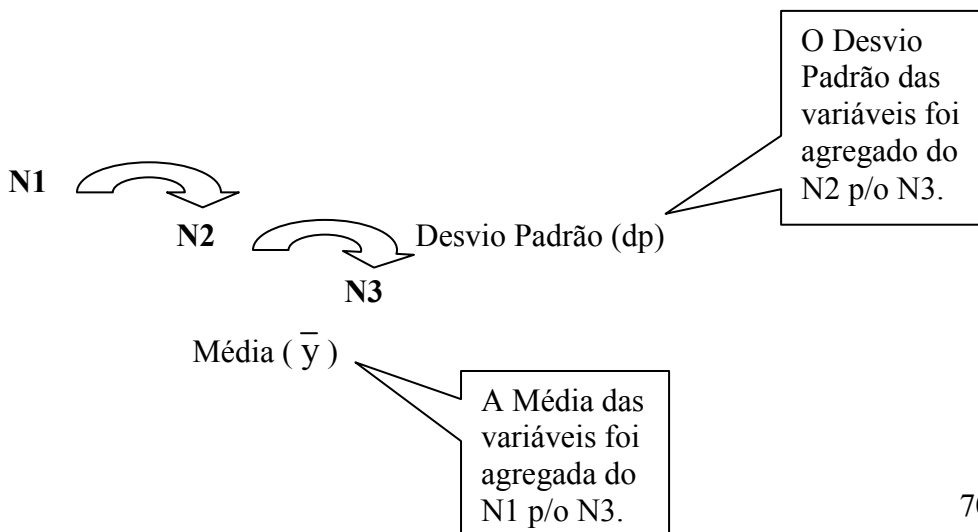 O Desvio
Padrão das
variáveis foi
agregado do
N2 p/o N3.
N1
N2
Desvio Padrão (dp)
N3
Média ( y̅ )
A Média das
variáveis foi
agregada do
N1 p/o N3.